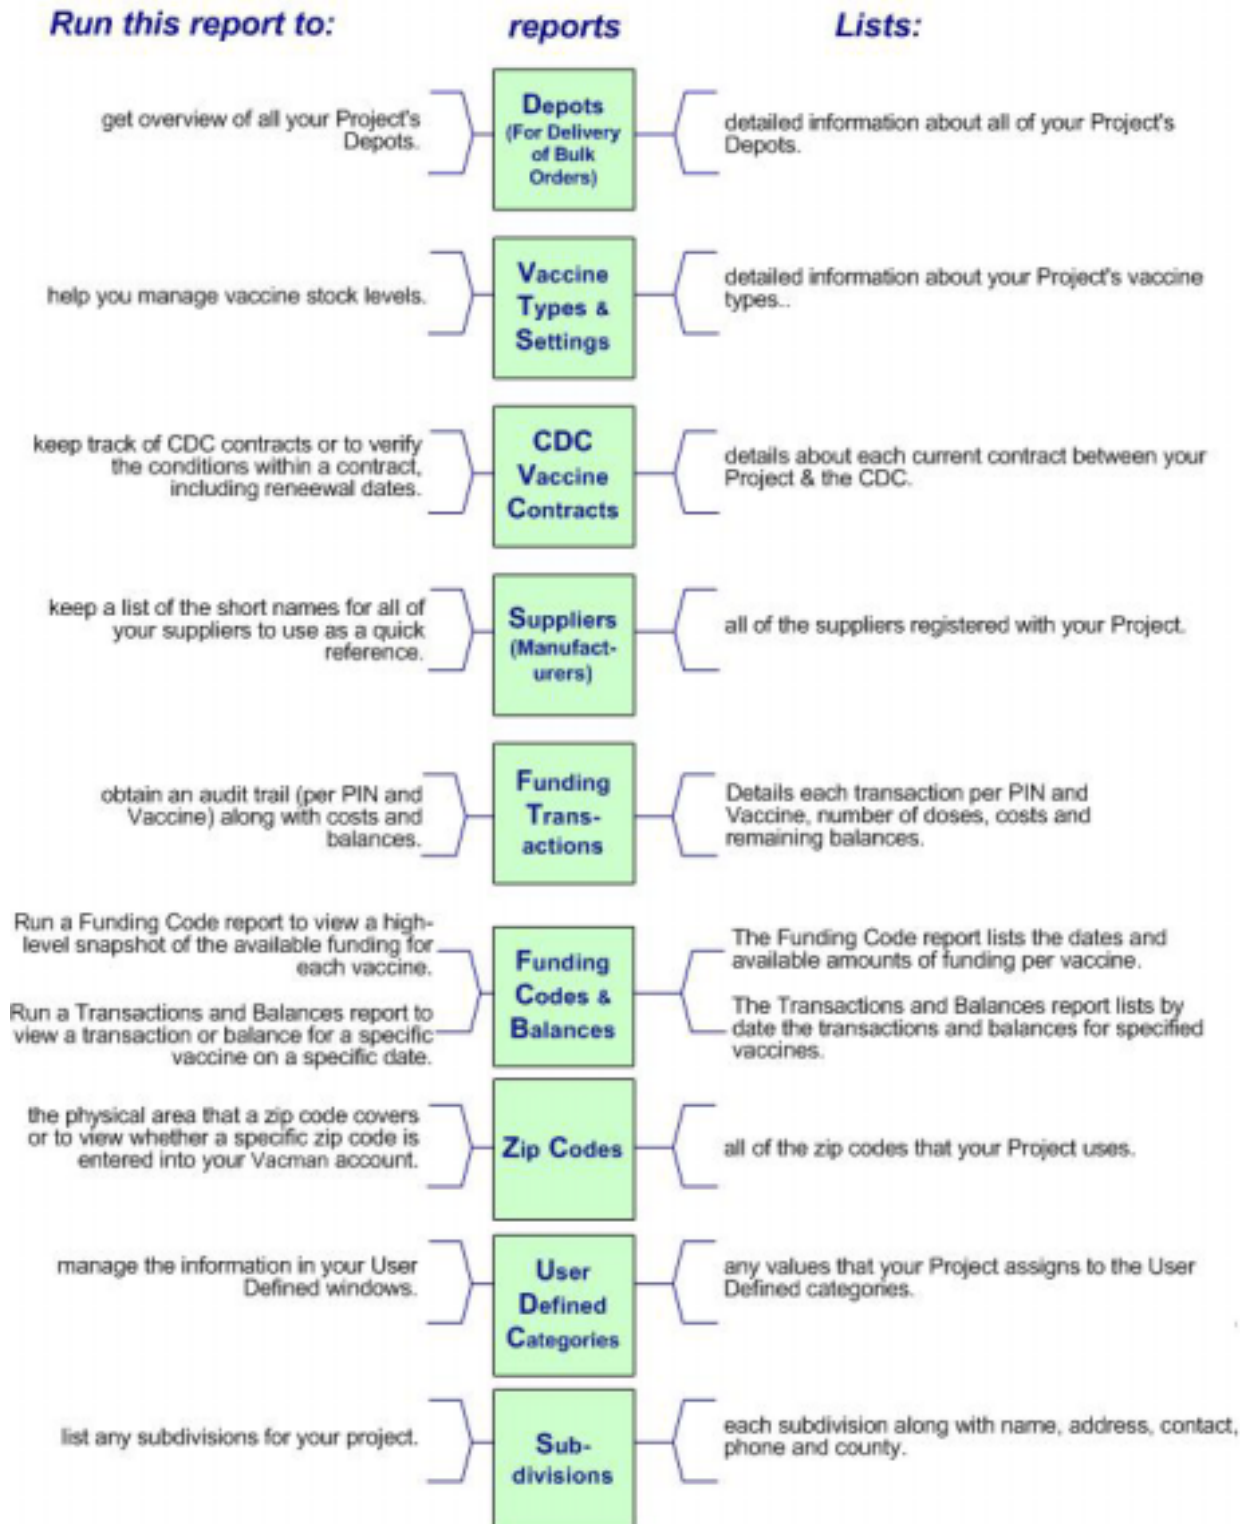 Run this report to:
reports
Lists:
get overview of all your Project's
Depots.
Depots
(For Delivery
of Bulk
Orders)
detailed information about all of your Project's
Depots.
help you manage vaccine stock levels.
Vaccine
Types &
Settings
detailed information about your Project's vaccine
types..
keep track of CDC contracts or to verify
the conditions within a contract,
including reneewal dates.
CDC
Vaccine
Contracts
details about each current contract between your
Project & the CDC.
keep a list of the short names for all of
your suppliers to use as a quick
reference.
Suppliers
(Manufact-
urers)
all of the suppliers registered with your Project.
obtain an audit trail (per PIN and
Vaccine) along with costs and
balances.
Funding
Trans-
actions
Details each transaction per PIN and
Vaccine, number of doses, costs and
remaining balances.
Run a Funding Code report to view a high-
level snapshot of the available funding for
each vaccine.
Run a Transactions and Balances report to
view a transaction or balance for a specific
vaccine on a specific date.
Funding
Codes &
Balances
The Funding Code report lists the dates and
available amounts of funding per vaccine.
The Transactions and Balances report lists by
date the transactions and balances for specified
vaccines.
the physical area that a zip code covers
or to view whether a specific zip code is
entered into your Vacman account.
Zip Codes
all of the zip codes that your Project uses.
manage the information in your User
Defined windows.
User
Defined
Categories
any values that your Project assigns to the User
Defined categories.
list any subdivisions for your project.
Sub-
divisions
each subdivision along with name, address, contact,
phone and county.